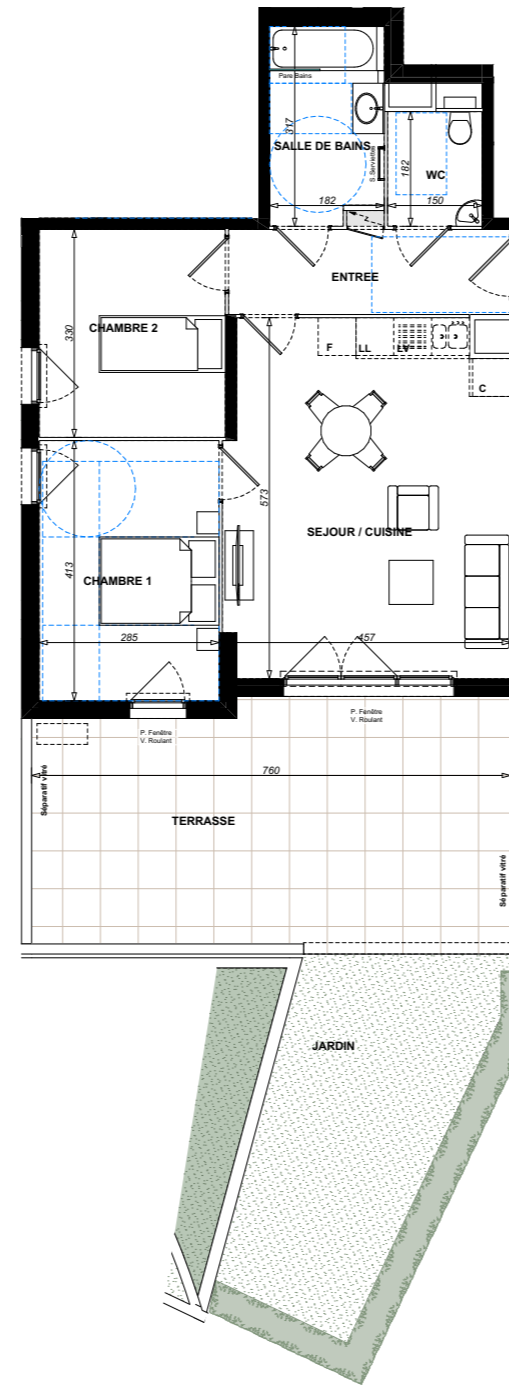 Pare Bains
317
SALLE DE BAINS
S.Serviettes
182
WC
182
150
ENTREE
CHAMBRE 2
330
F
LL
LV
C
573
SEJOUR / CUISINE
413
CHAMBRE 1
285
457
P. Fenêtre
V. Roulant
P. Fenêtre
V. Roulant
Séparatif vitré
760
TERRASSE
Séparatif vitré
JARDIN